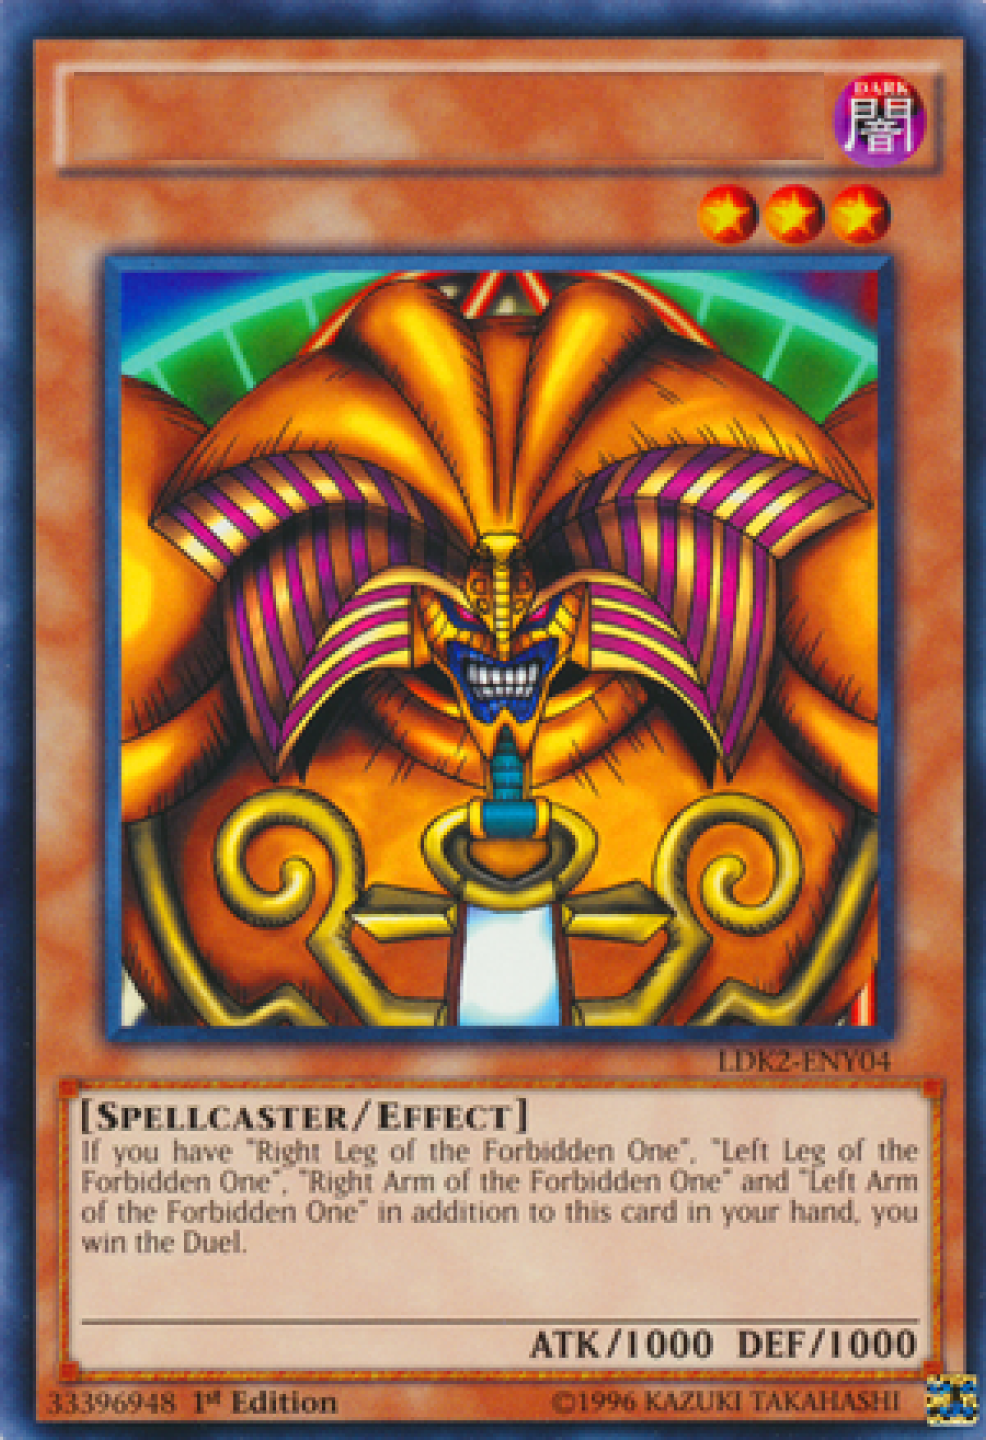 DARK
闇
LDK2-ENY04
[SPELLCASTER/EFFECT]
If you have "Right Leg of the Forbidden One", "Left Leg of the
Forbidden One", "Right Arm of the Forbidden One" and "Left Arm
of the Forbidden One" in addition to this card in your hand, you
win the Duel.
ATK/1000 DEF/1000
33396948 1st Edition ©1996 KAZUKI TAKAHASHI